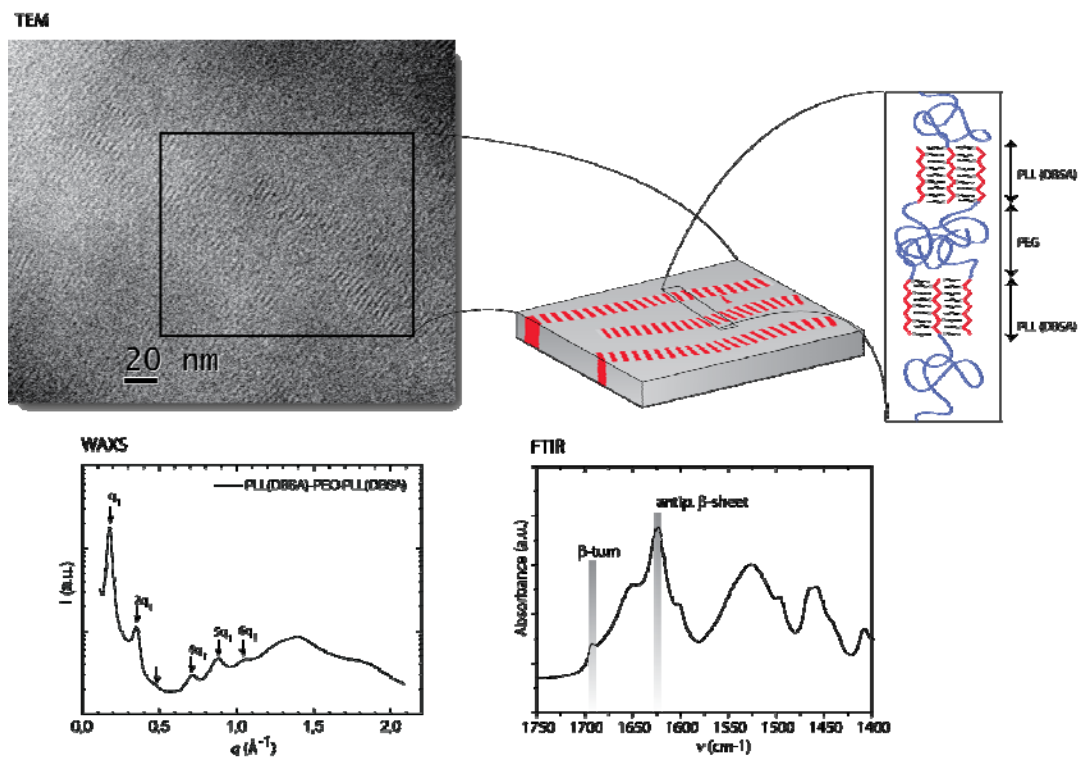 TEM
20 nm
PLL (DBSA)
PEG
PLL (DBSA)
WAXS
PLL(DBSA)-PEO-PLL(DBSA)
q1
2q1
4q1
5q1
6q1
I (a.u.)
0,0 0,5 1,0 1,5 2,0
q (Å-1)
FTIR
antip. β-sheet
β-turn
Absorbance (a.u.)
1750 1700 1650 1600 1550 1500 1450 1400
ν (cm-1)